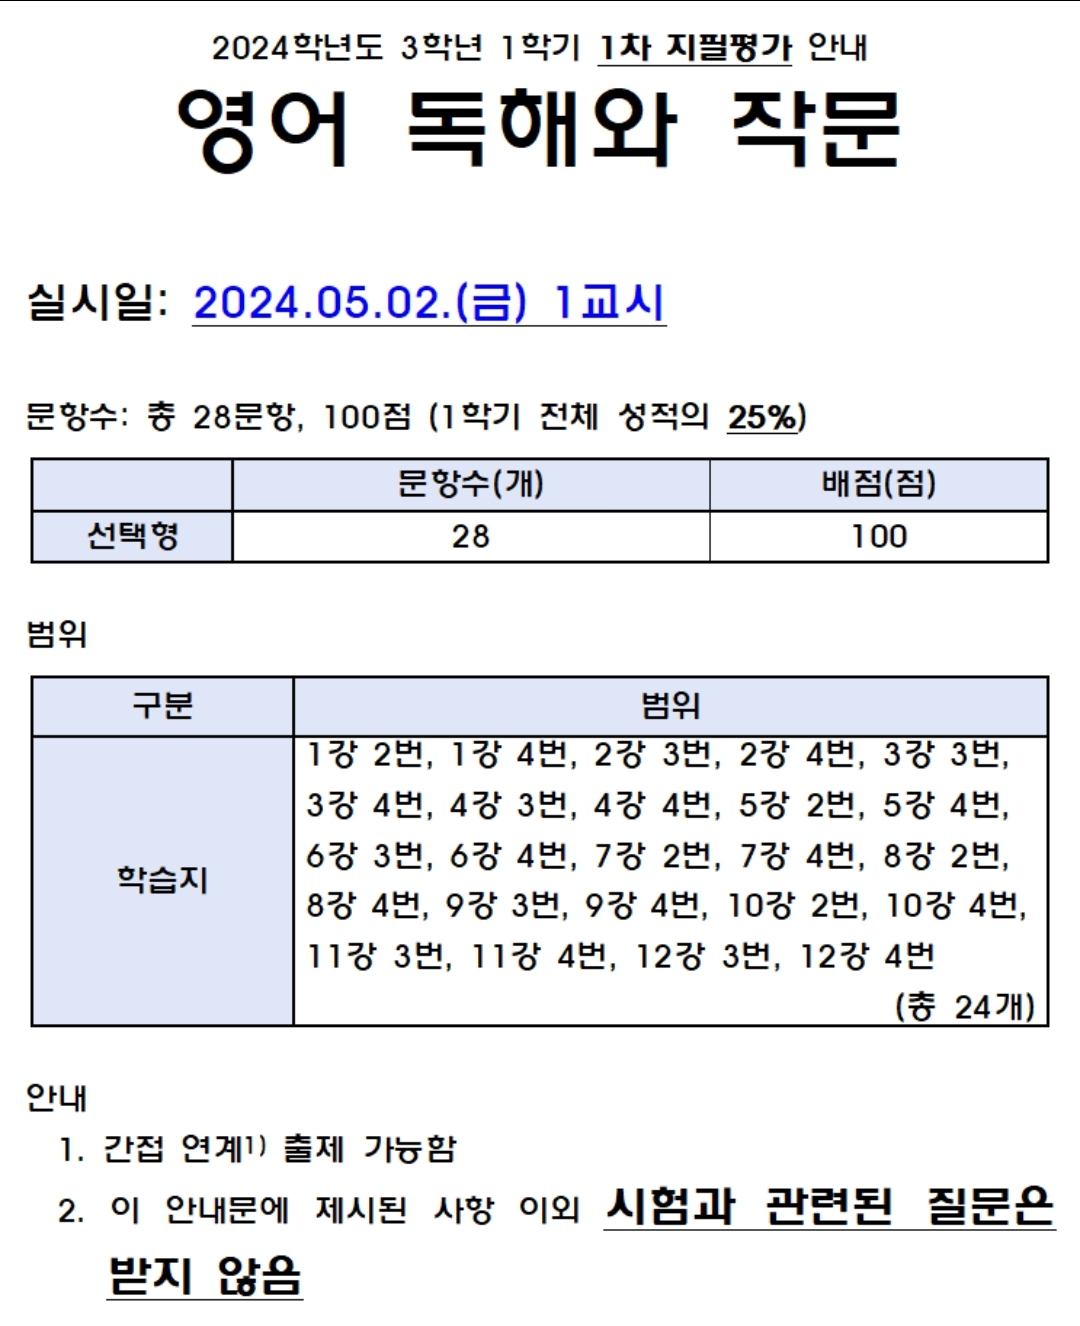 2024학년도 3학년 1학기 1차 지필평가 안내
영어 독해와 작문
실시일: 2024.05.02.(금) 1교시
문항수: 총 28문항, 100점 (1학기 전체 성적의 25%)
문항수(개) 배점(점)
선택형 28 100
범위
구분 범위
학습지
1강 2번, 1강 4번, 2강 3번, 2강 4번, 3강 3번,
3강 4번, 4강 3번, 4강 4번, 5강 2번, 5강 4번,
6강 3번, 6강 4번, 7강 2번, 7강 4번, 8강 2번,
8강 4번, 9강 3번, 9강 4번, 10강 2번, 10강 4번,
11강 3번, 11강 4번, 12강 3번, 12강 4번
(총 24개)
안내
1. 간접 연계1) 출제 가능함
2. 이 안내문에 제시된 사항 이외 시험과 관련된 질문은
받지 않음